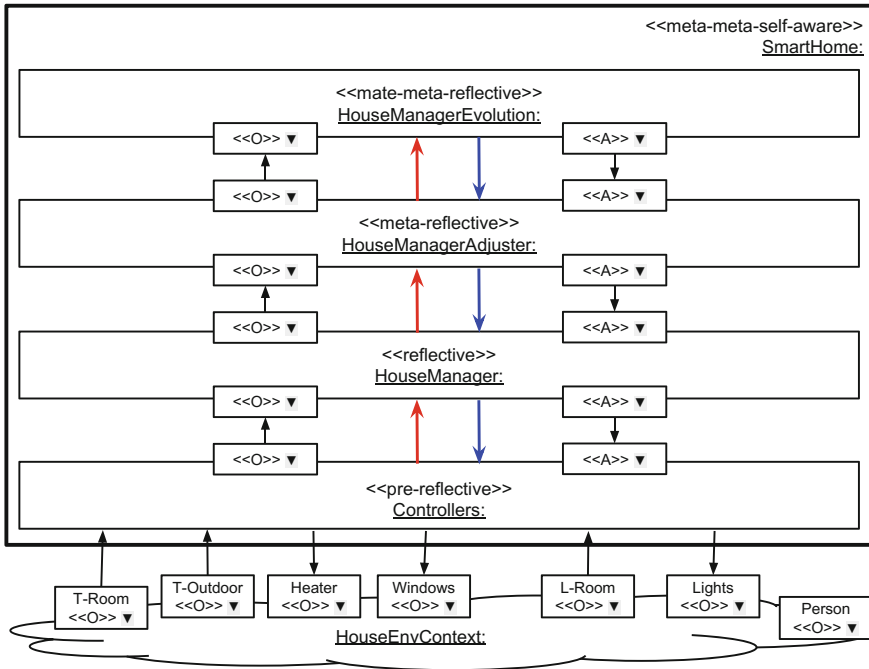 <<meta-meta-self-aware>>
SmartHome:
<<mate-meta-reflective>>
HouseManagerEvolution:
<<O>> ▼
<<A>> ▼
<<O>> ▼
<<A>> ▼
<<meta-reflective>>
HouseManagerAdjuster:
<<O>> ▼
<<A>> ▼
<<O>> ▼
<<A>> ▼
<<reflective>>
HouseManager:
<<O>> ▼
<<A>> ▼
<<O>> ▼
<<A>> ▼
<<pre-reflective>>
Controllers:
T-Room
<<O>> ▼
T-Outdoor
<<O>> ▼
Heater
<<O>> ▼
Windows
<<O>> ▼
L-Room
<<O>> ▼
Lights
<<O>> ▼
Person
<<O>> ▼
HouseEnvContext: